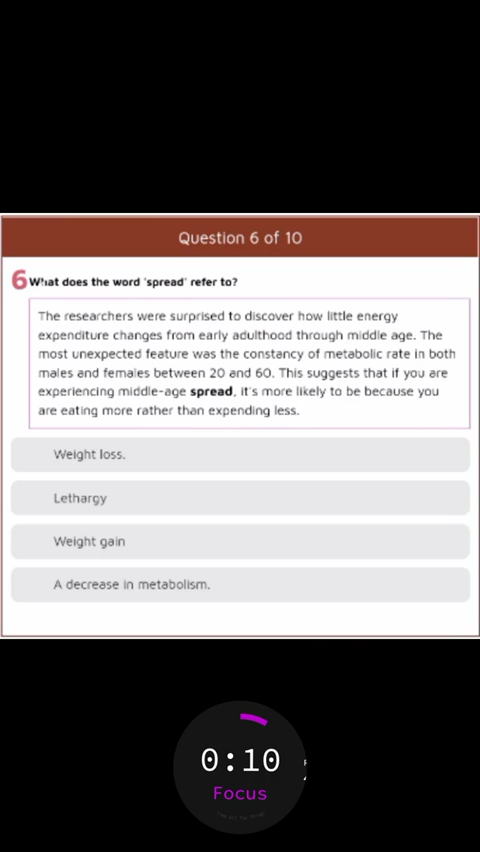 Question 6 of 10
6 What does the word 'spread' refer to?
The researchers were surprised to discover how little energy
expenditure changes from early adulthood through middle age. The
most unexpected feature was the constancy of metabolic rate in both
males and females between 20 and 60. This suggests that if you are
experiencing middle-age spread, it's more likely to be because you
are eating more rather than expending less.
Weight loss.
Lethargy
Weight gain
A decrease in metabolism.
0:10
Focus